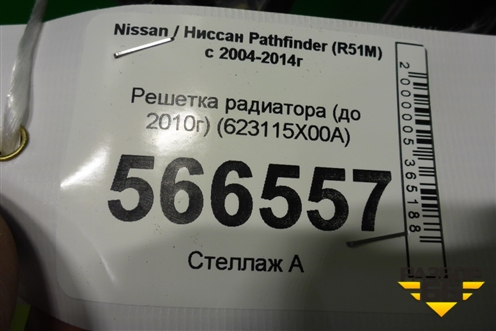 Nissan / Ниссан Pathfinder (R51M)
с 2004-2014г
Решетка радиатора (до
2010г) (623115X00A)
566557
Стеллаж А
2000005365188